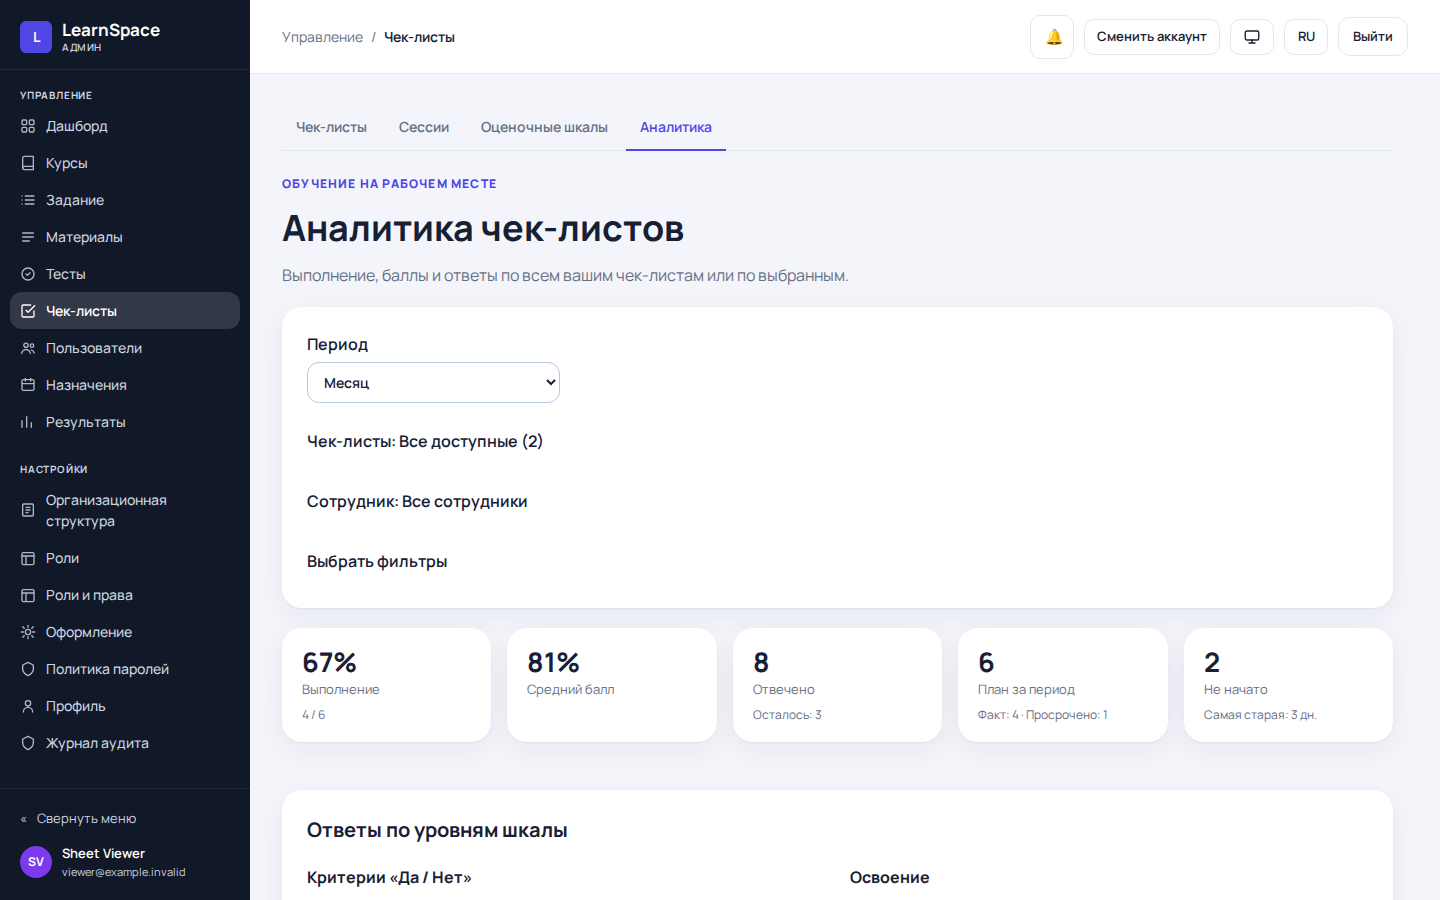 L
LearnSpace
АДМИН
УПРАВЛЕНИЕ
Дашборд
Курсы
Задание
Материалы
Тесты
Чек-листы
Пользователи
Назначения
Результаты
НАСТРОЙКИ
Организационная
структура
Роли
Роли и права
Оформление
Политика паролей
Профиль
Журнал аудита
« Свернуть меню
SV
Sheet Viewer
viewer@example.invalid
Управление / Чек-листы
Сменить аккаунт
RU
Выйти
Чек-листы Сессии Оценочные шкалы Аналитика
ОБУЧЕНИЕ НА РАБОЧЕМ МЕСТЕ
Аналитика чек-листов
Выполнение, баллы и ответы по всем вашим чек-листам или по выбранным.
Период
Месяц
Чек-листы: Все доступные (2)
Сотрудник: Все сотрудники
Выбрать фильтры
67%
Выполнение
4 / 6
81%
Средний балл
8
Отвечено
Осталось: 3
6
План за период
Факт: 4 · Просрочено: 1
2
Не начато
Самая старая: 3 дн.
Ответы по уровням шкалы
Критерии «Да / Нет»
Освоение